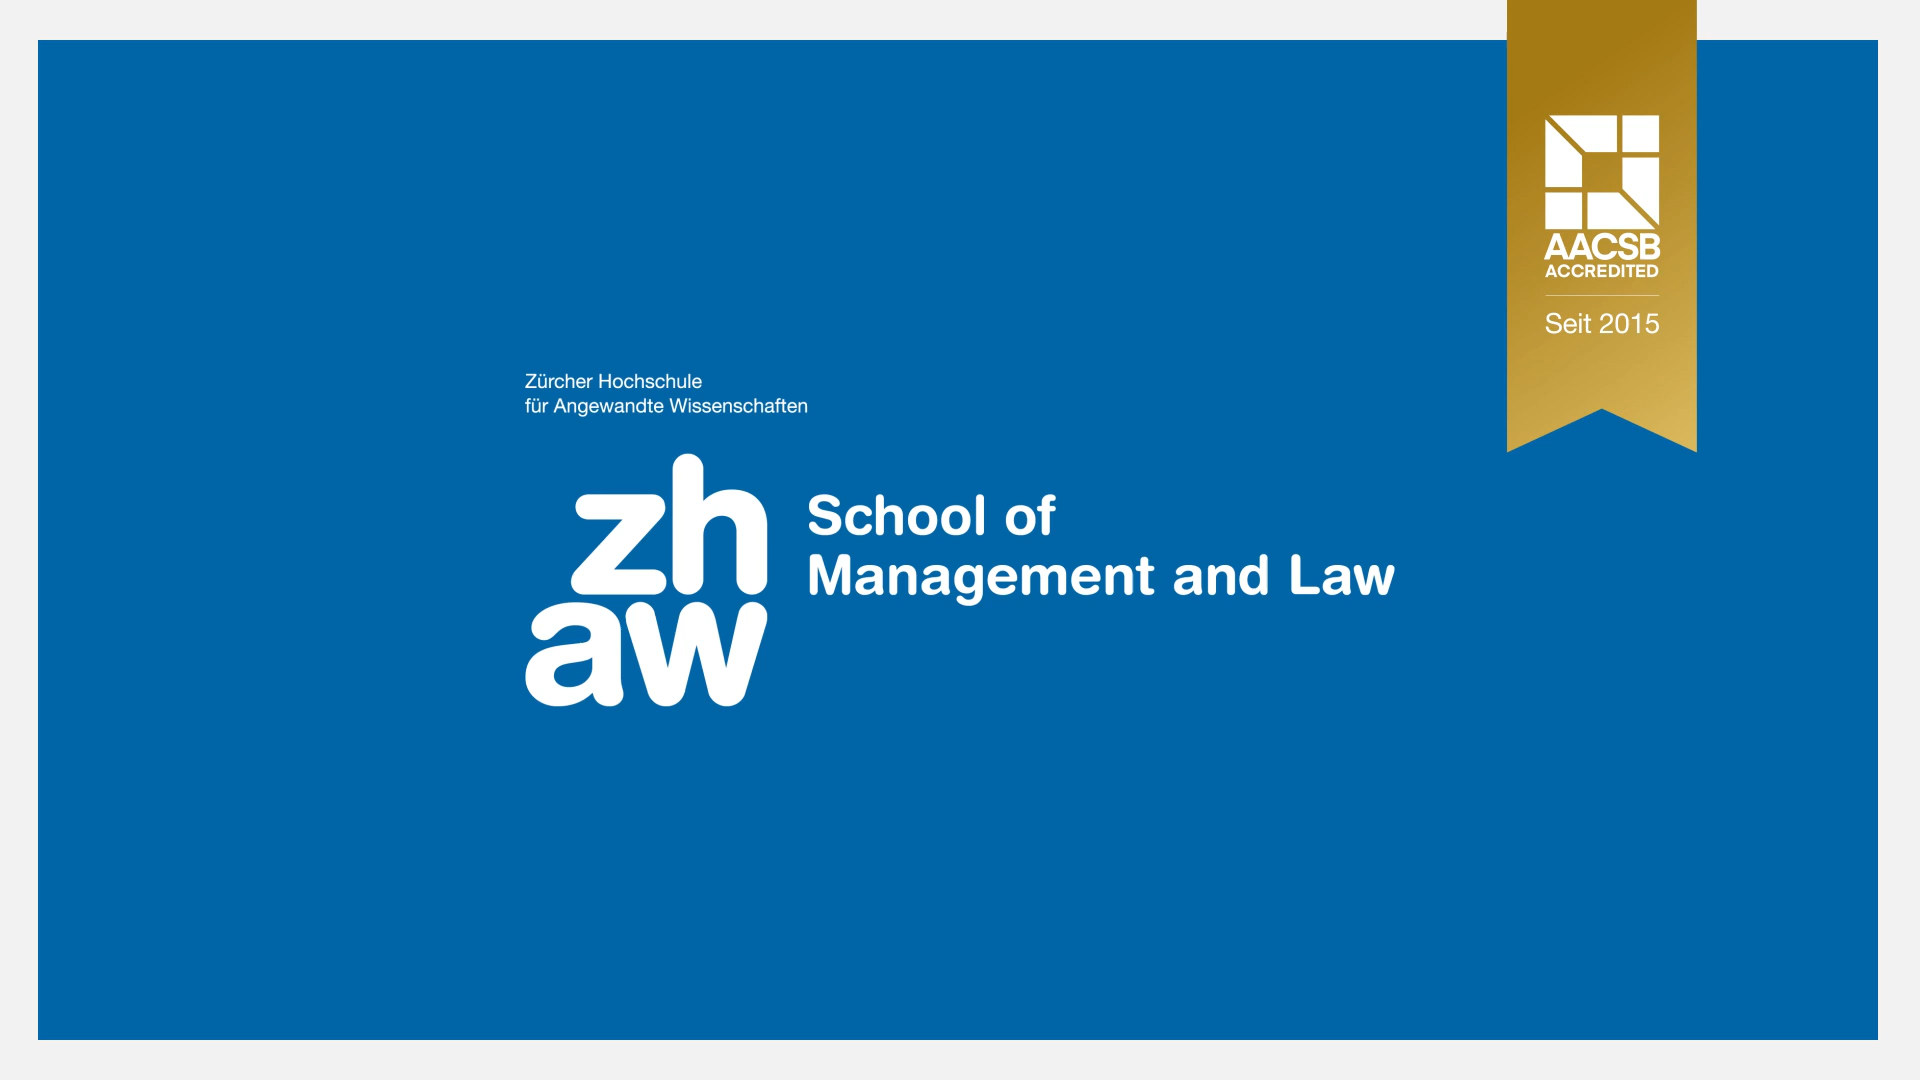 AACSB
ACCREDITED
Seit 2015
Zürcher Hochschule
für Angewandte Wissenschaften
zh
aw
School of
Management and Law